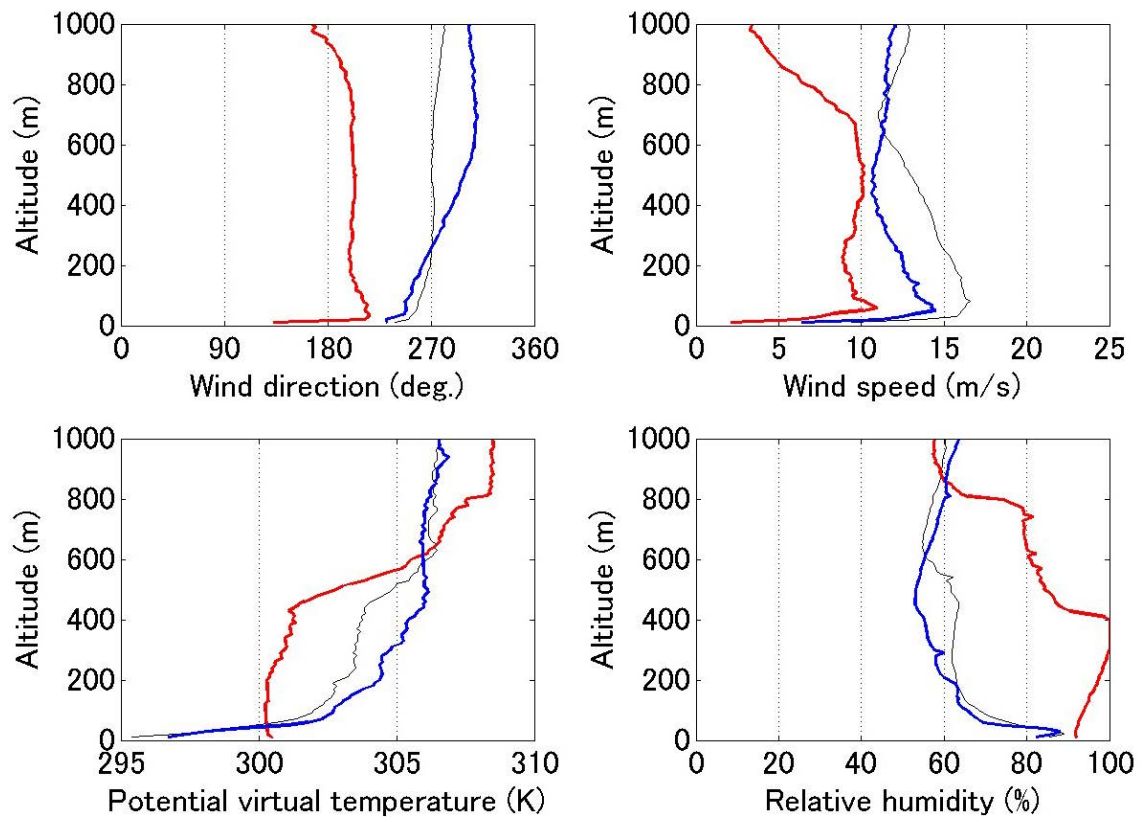 1000
800
600
400
200
0
Altitude (m)
0 90 180 270 360
Wind direction (deg.)
1000
800
600
400
200
0
Altitude (m)
0 5 10 15 20 25
Wind speed (m/s)
1000
800
600
400
200
0
Altitude (m)
295 300 305 310
Potential virtual temperature (K)
1000
800
600
400
200
0
Altitude (m)
0 20 40 60 80 100
Relative humidity (%)